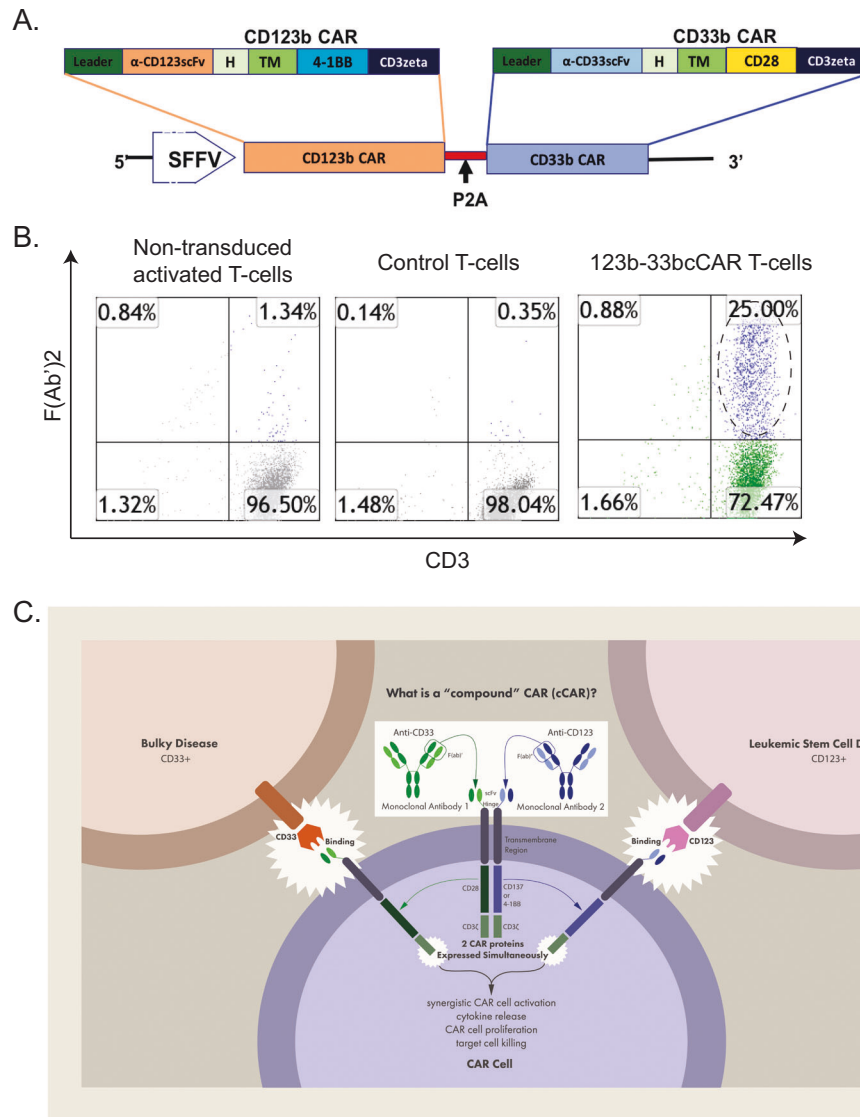 A.
CD123b CAR
CD33b CAR
Leader α-CD123scFv H TM 4-1BB CD3zeta
Leader α-CD33scFv H TM CD28 CD3zeta
5' SFFV CD123b CAR CD33b CAR 3'
P2A
B.
Non-transduced
activated T-cells
Control T-cells
123b-33bcCAR T-cells
0.84% 1.34%
1.32% 96.50%
0.14% 0.35%
1.48% 98.04%
0.88% 25.00%
1.66% 72.47%
F(Ab')2
CD3
C.
What is a "compound" CAR (cCAR)?
Bulky Disease
CD33+
Leukemic Stem Cell D
CD123+
Anti-CD33
Anti-CD123
F(ab)'
F(ab)'
scFv
Hinge
Monoclonal Antibody 1
Monoclonal Antibody 2
CD33
Binding
Binding
CD123
Transmembrane
Region
CD28
CD137
or
4-1BB
CD3ζ
CD3ζ
2 CAR proteins
Expressed Simultaneously
synergistic CAR cell activation
cytokine release
CAR cell proliferation
target cell killing
CAR Cell